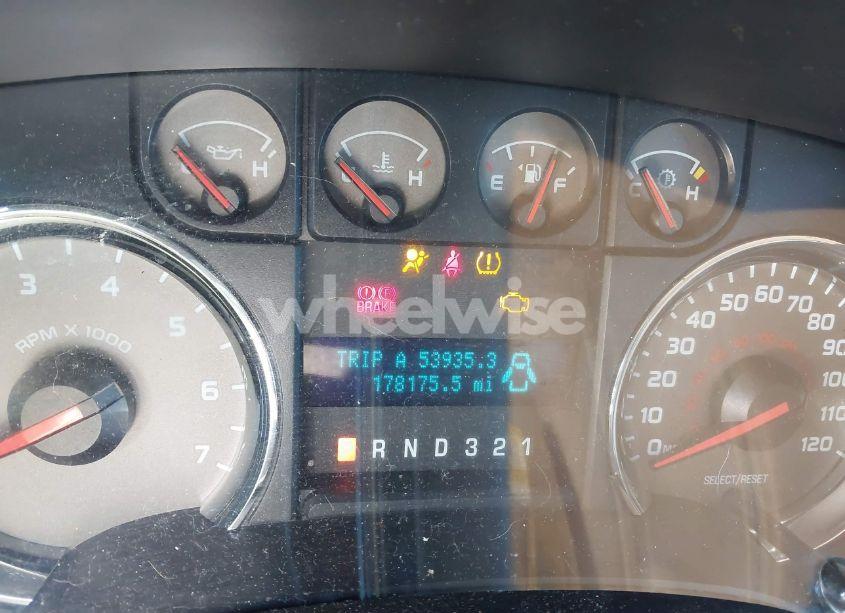 H
C H
E F
C H
3 4 5 6 7
RPM X 1000
BRAKE
wheelwise
TRIP A 53935.3
178175.5 mi
R N D 3 2 1
0 10 20 30 40 50 60 70 80 90 100 110 120
SELECT/RESET